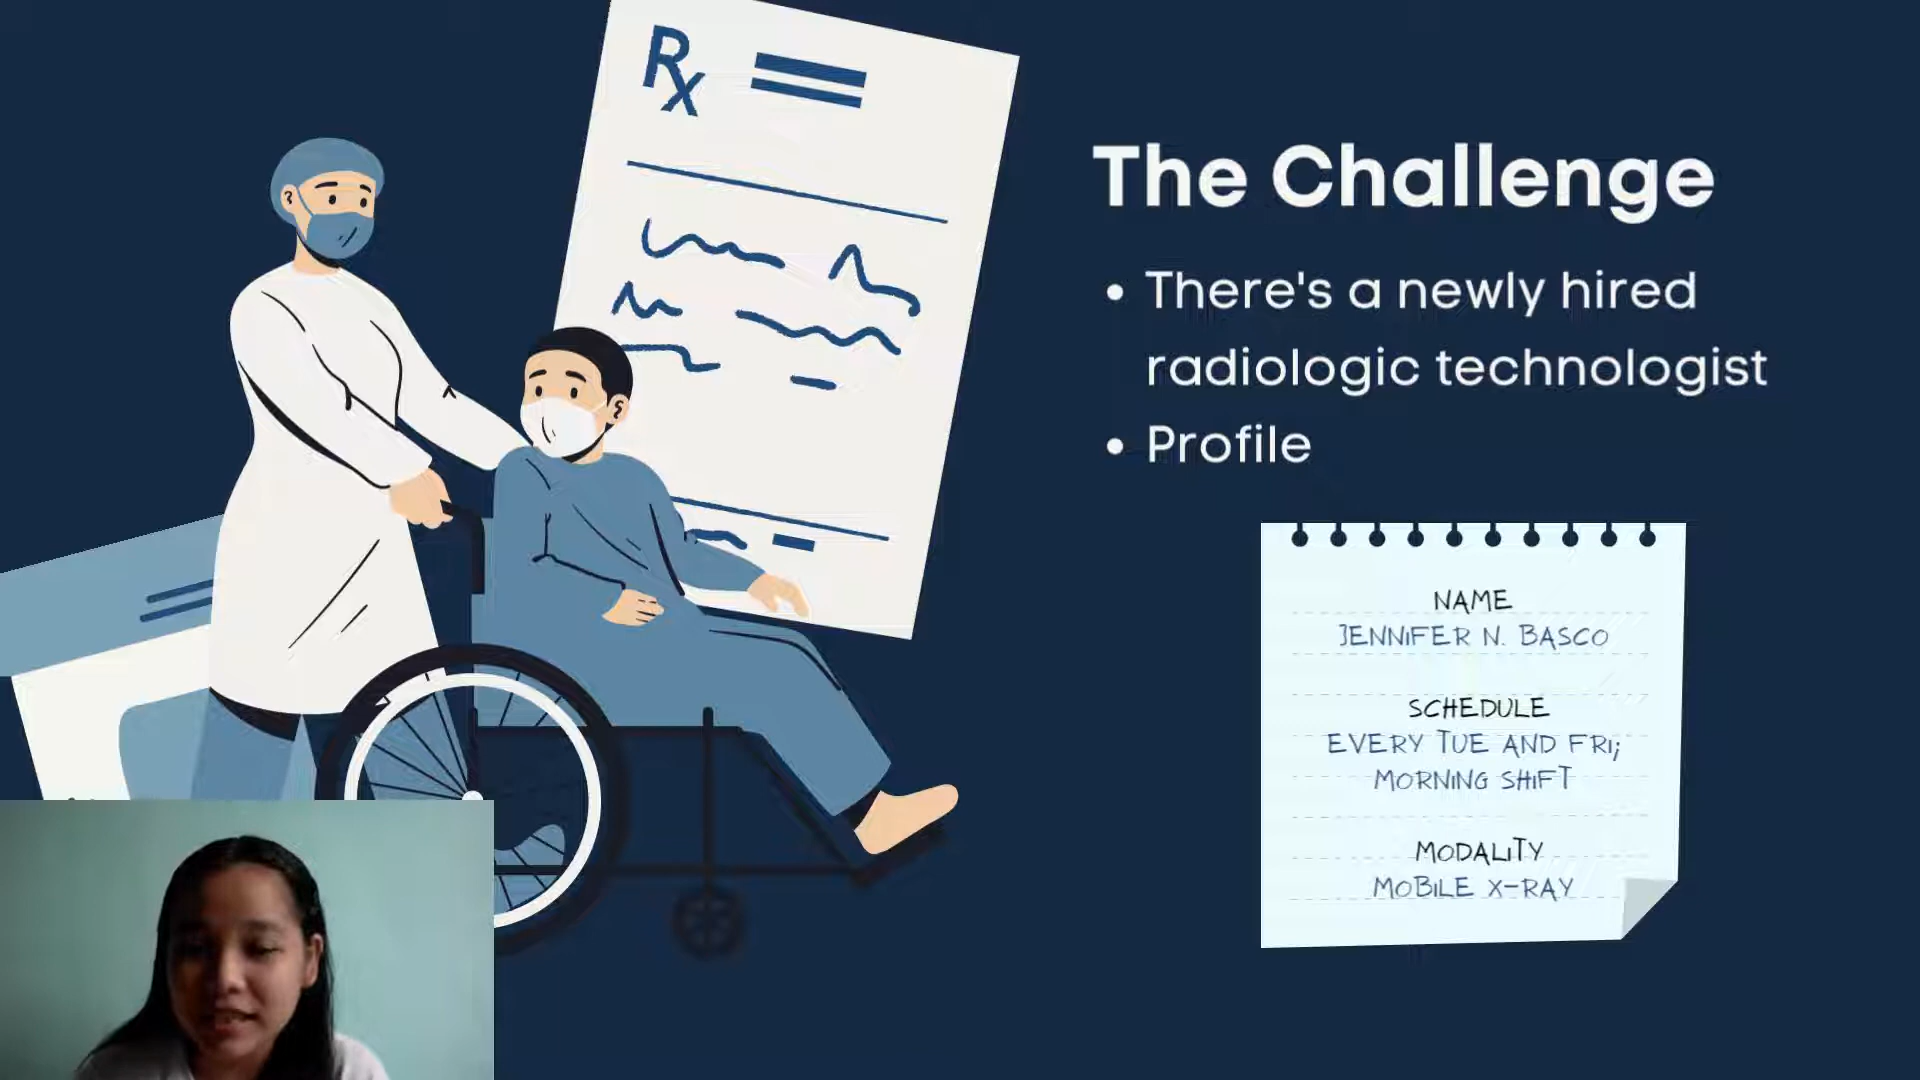 Rx
The Challenge
• There's a newly hired
radiologic technologist
• Profile
NAME
JENNIFER N. BASCO
SCHEDULE
EVERY TUE AND FRI;
MORNING SHIFT
MODALITY
MOBILE X-RAY